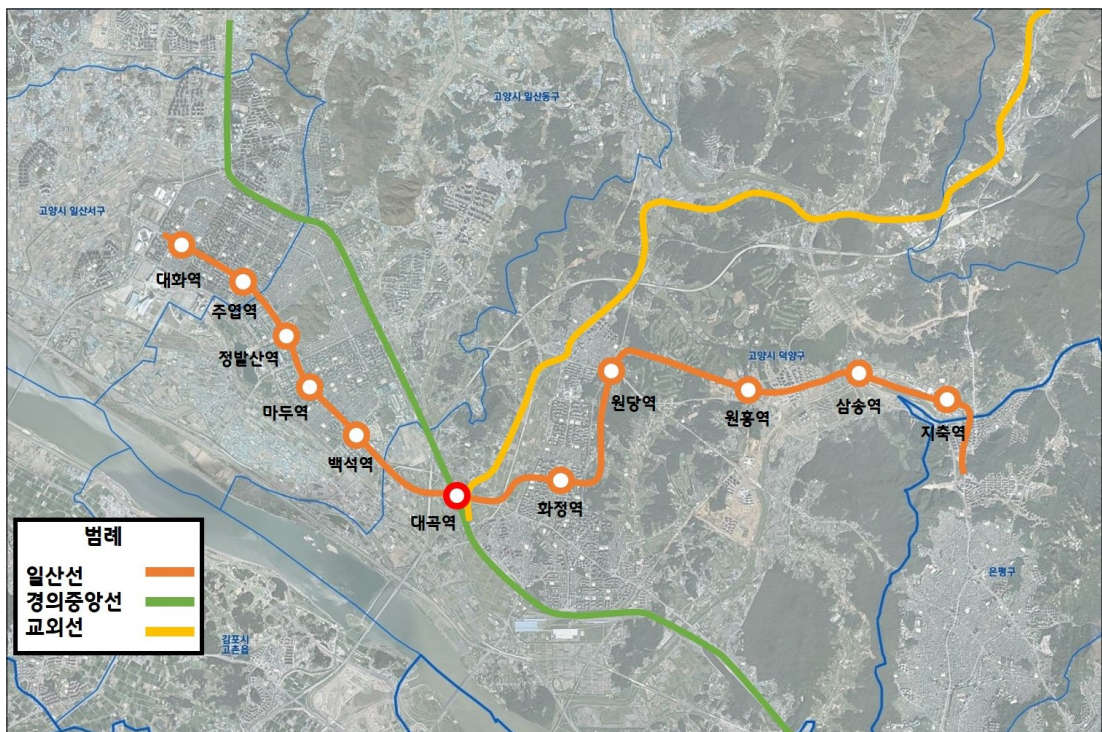 고양시 일산동구
고양시 일산서구
대화역
주엽역
정발산역
마두역
백석역
대곡역
화정역
원당역
고양시 덕양구
원흥역
삼송역
지축역
은평구
범례
일산선
경의중앙선
교외선
김포시
고촌읍